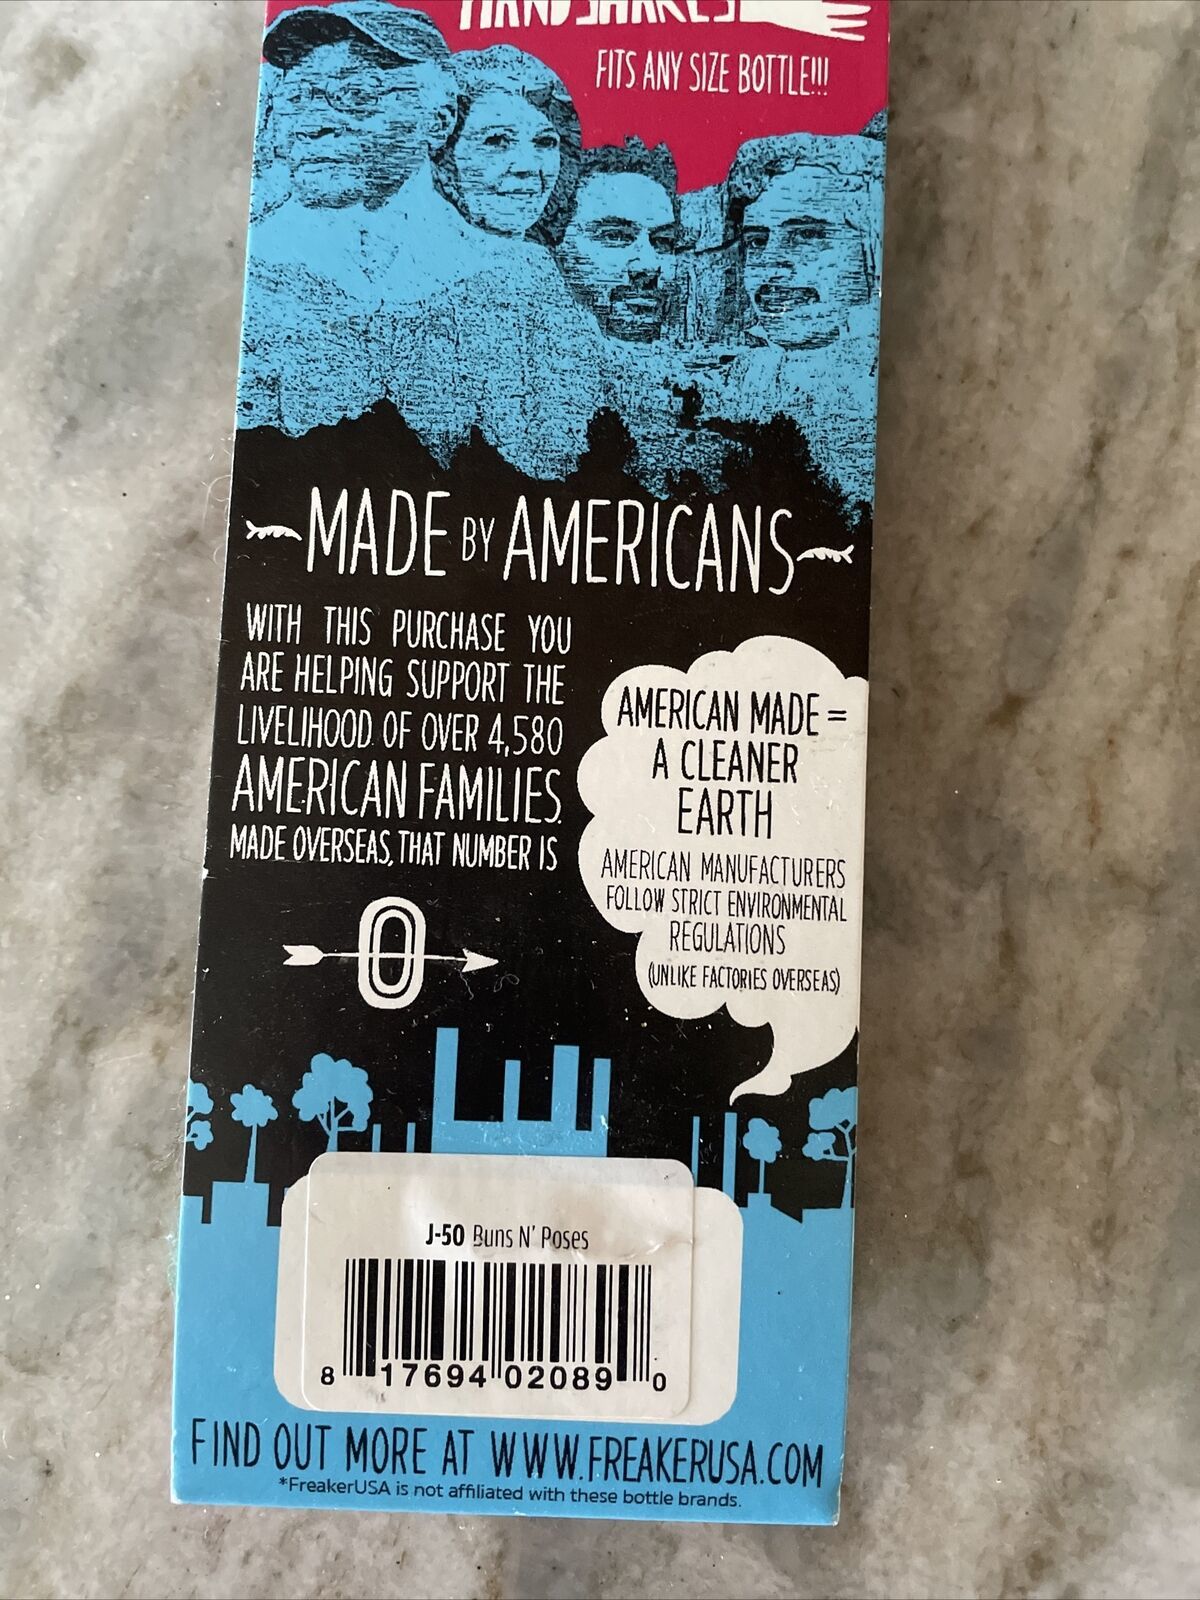 HANDSHAKES
FITS ANY SIZE BOTTLE!!!
MADE BY AMERICANS
WITH THIS PURCHASE YOU
ARE HELPING SUPPORT THE
LIVELIHOOD OF OVER 4,580
AMERICAN FAMILIES.
MADE OVERSEAS, THAT NUMBER IS
0
AMERICAN MADE =
A CLEANER
EARTH
AMERICAN MANUFACTURERS
FOLLOW STRICT ENVIRONMENTAL
REGULATIONS
(UNLIKE FACTORIES OVERSEAS)
J-50 Buns N' Poses
8 17694 02089 0
FIND OUT MORE AT WWW.FREAKERUSA.COM
*FreakerUSA is not affiliated with these bottle brands.